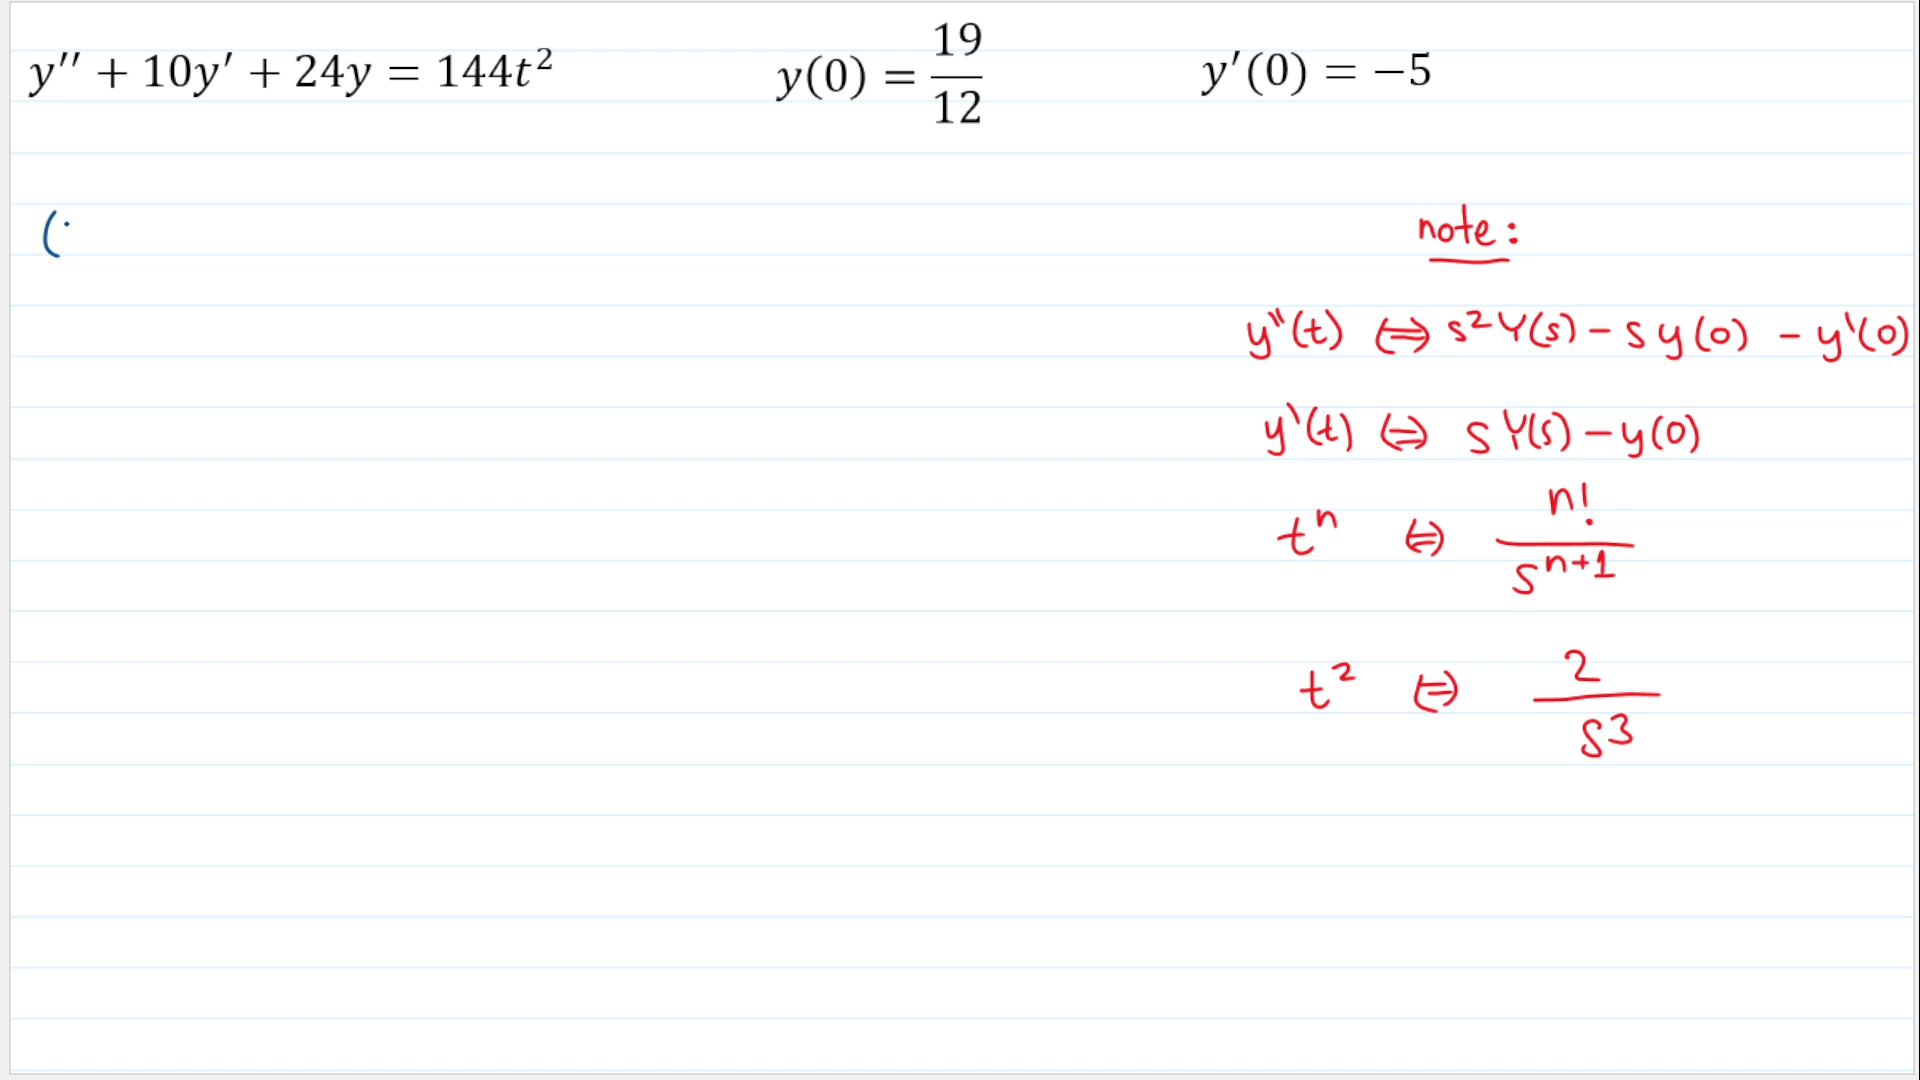 y′′ + 10y′ + 24y = 144t² y(0) = 19/12 y′(0) = −5
(·
note:
y"(t) ⇔ s²Y(s) − s y(0) − y'(0)
y'(t) ⇔ sY(s) − y(0)
tⁿ ⇔ n!/sⁿ⁺¹
t² ⇔ 2/s³